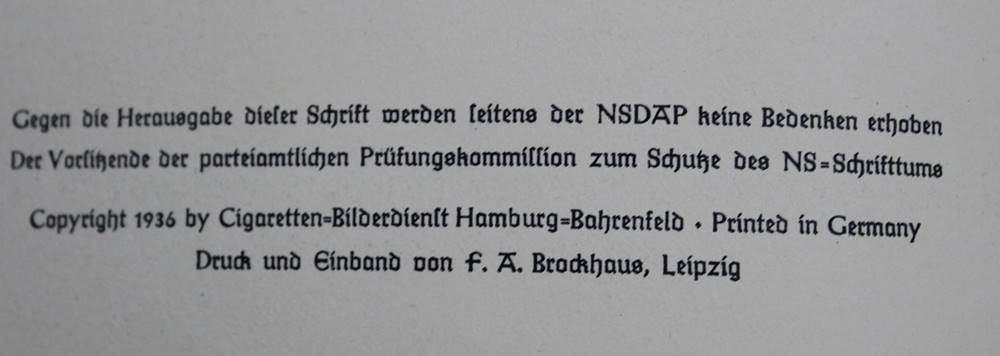 Gegen die Herausgabe dieser Schrift werden seitens der NSDAP keine Bedenken erhoben
Der Vorsitzende der parteiamtlichen Prüfungskommission zum Schutze des NS=Schrifttums
Copyright 1936 by Cigaretten=Bilderdienst Hamburg=Bahrenfeld · Printed in Germany
Druck und Einband von F. A. Brockhaus, Leipzig